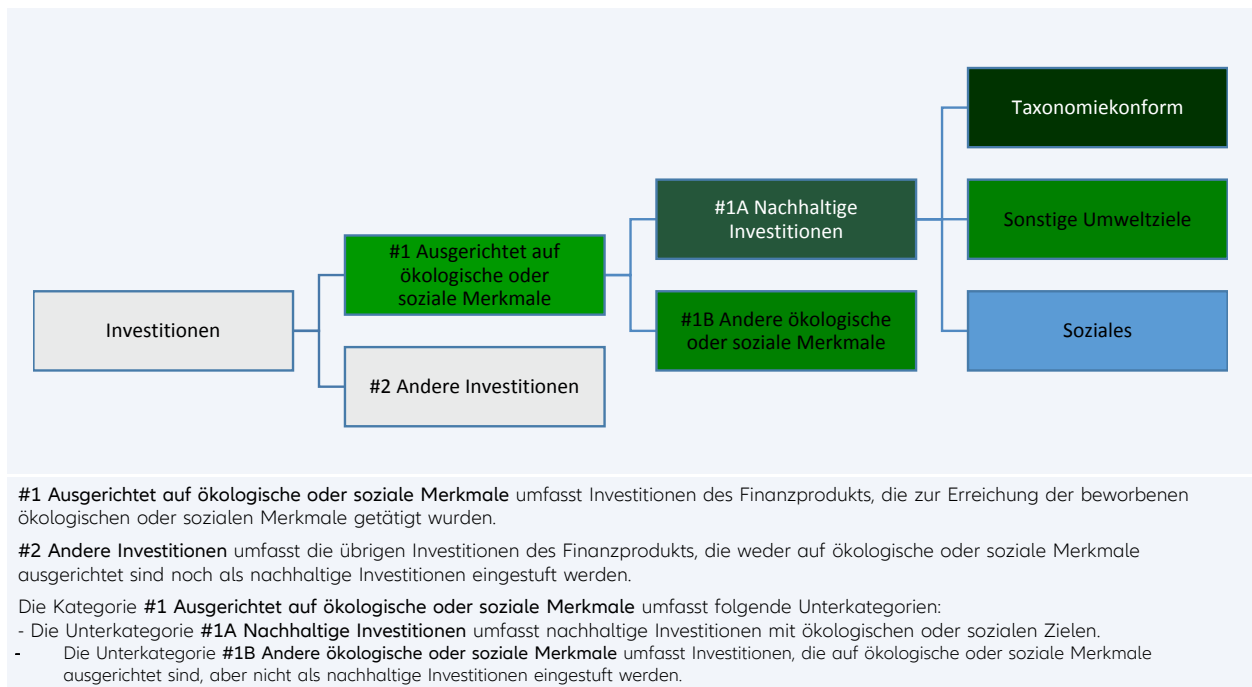 Taxonomiekonform
#1A Nachhaltige
Investitionen
Sonstige Umweltziele
#1 Ausgerichtet auf
ökologische oder
soziale Merkmale
Investitionen
#1B Andere ökologische
oder soziale Merkmale
Soziales
#2 Andere Investitionen
#1 Ausgerichtet auf ökologische oder soziale Merkmale umfasst Investitionen des Finanzprodukts, die zur Erreichung der beworbenen
ökologischen oder sozialen Merkmale getätigt wurden.
#2 Andere Investitionen umfasst die übrigen Investitionen des Finanzprodukts, die weder auf ökologische oder soziale Merkmale
ausgerichtet sind noch als nachhaltige Investitionen eingestuft werden.
Die Kategorie #1 Ausgerichtet auf ökologische oder soziale Merkmale umfasst folgende Unterkategorien:
- Die Unterkategorie #1A Nachhaltige Investitionen umfasst nachhaltige Investitionen mit ökologischen oder sozialen Zielen.
- Die Unterkategorie #1B Andere ökologische oder soziale Merkmale umfasst Investitionen, die auf ökologische oder soziale Merkmale
ausgerichtet sind, aber nicht als nachhaltige Investitionen eingestuft werden.